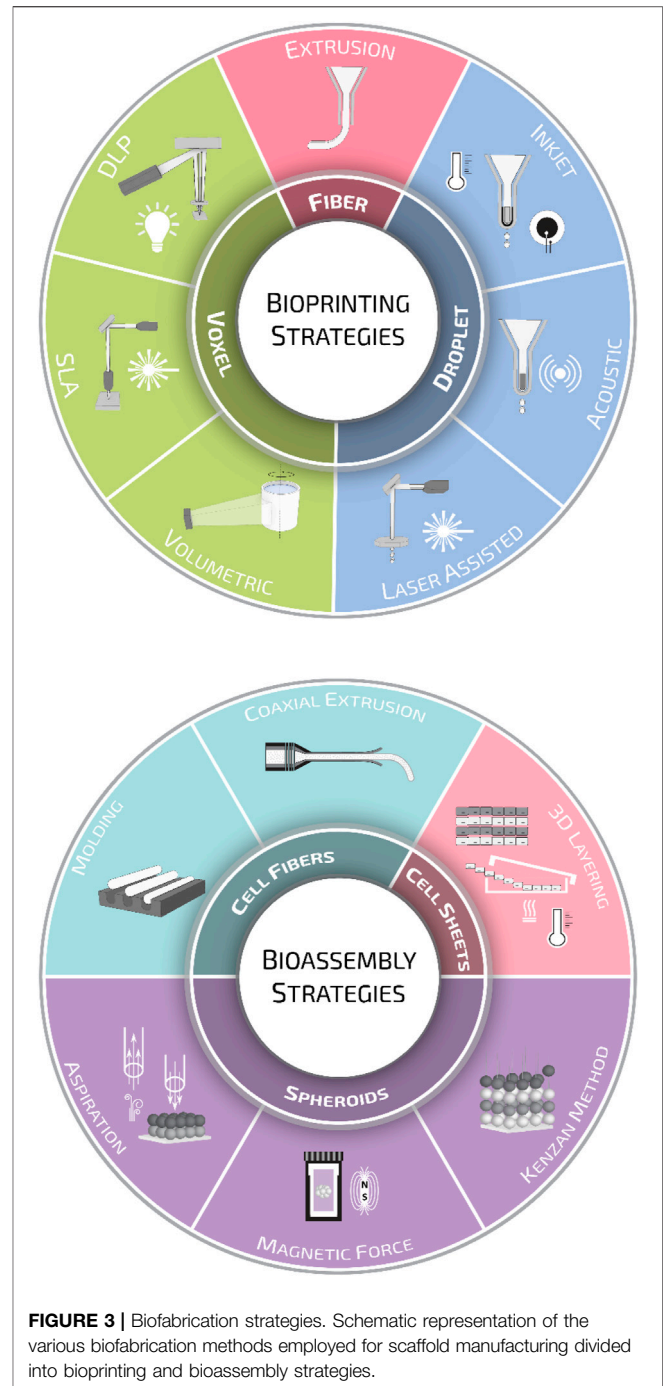 EXTRUSION
INKJET
ACOUSTIC
LASER ASSISTED
VOLUMETRIC
SLA
DLP
FIBER
DROPLET
VOXEL
BIOPRINTING
STRATEGIES
COAXIAL EXTRUSION
3D LAYERING
KENZAN METHOD
MAGNETIC FORCE
N
S
ASPIRATION
MOLDING
CELL FIBERS
CELL SHEETS
SPHEROIDS
BIOASSEMBLY
STRATEGIES
FIGURE 3 | Biofabrication strategies. Schematic representation of the
various biofabrication methods employed for scaffold manufacturing divided
into bioprinting and bioassembly strategies.